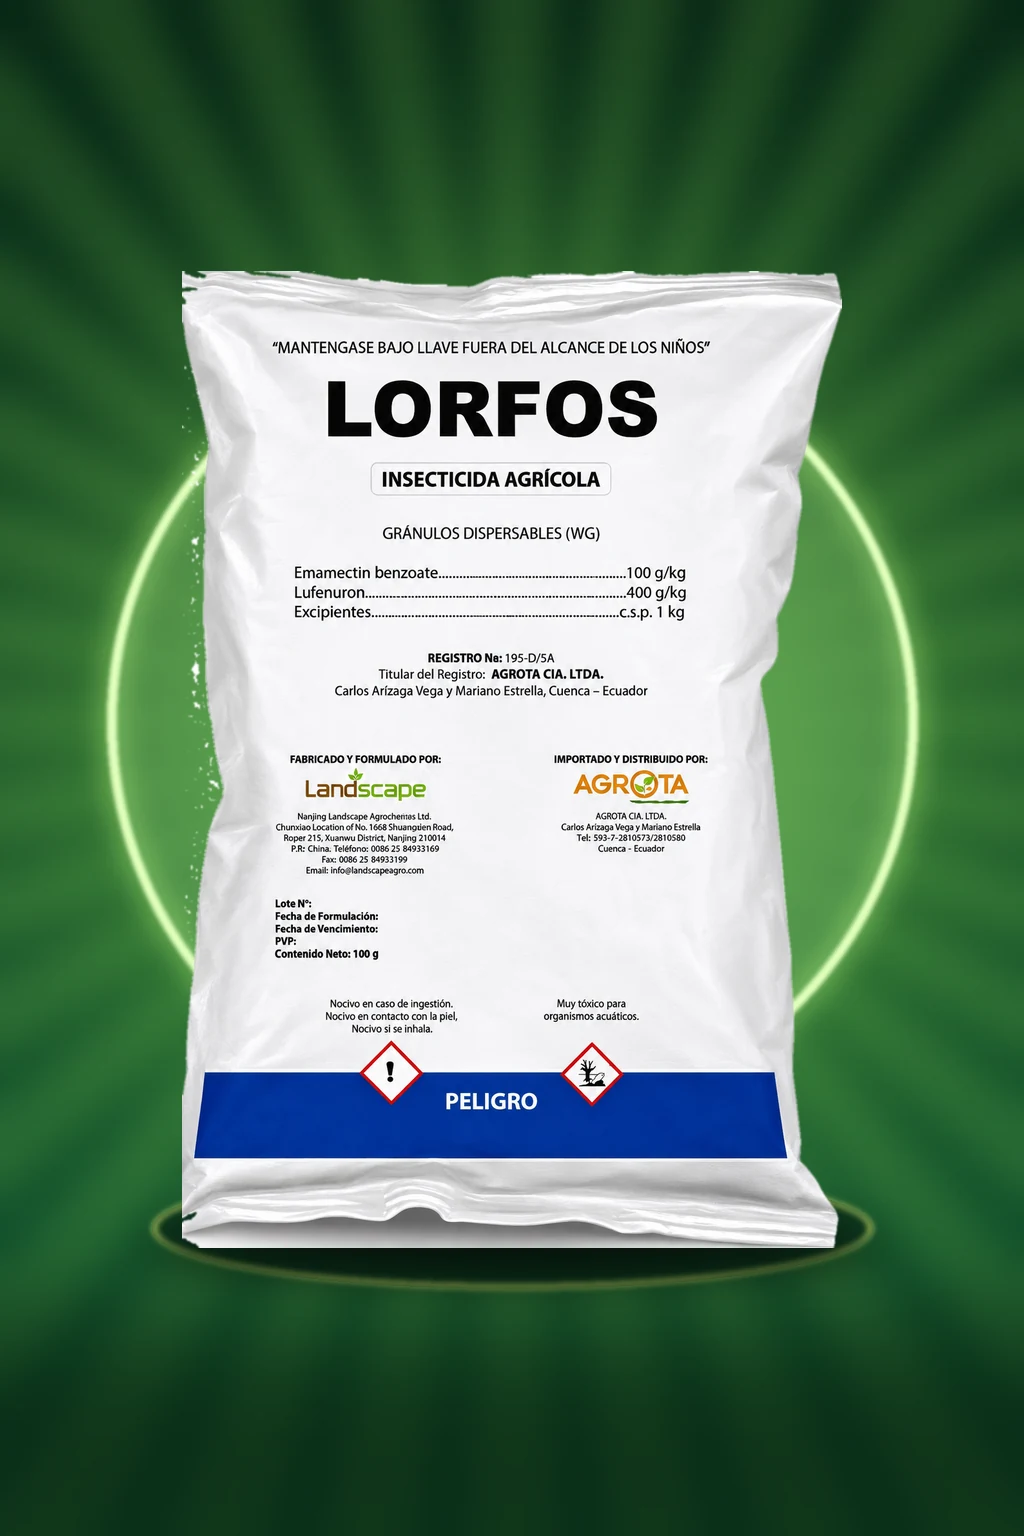 “MANTENGASE BAJO LLAVE FUERA DEL ALCANCE DE LOS NIÑOS”
LORFOS
INSECTICIDA AGRÍCOLA
GRÁNULOS DISPERSABLES (WG)
Emamectin benzoate..........................................................100 g/kg
Lufenuron................................................................................400 g/kg
Excipientes............................................................................c.s.p. 1 kg
REGISTRO No: 195-D/5A
Titular del Registro: AGROTA CIA. LTDA.
Carlos Arízaga Vega y Mariano Estrella, Cuenca – Ecuador
FABRICADO Y FORMULADO POR:
Landscape
Nanjing Landscape Agrochemıas Ltd.
Chunxiao Location of No. 1668 Shuangıden Road,
Roper 215, Xuanwu District, Nanjing 210014
P.R: China. Teléfono: 0086 25 84933169
Fax: 0086 25 84933199
Email: info@landscapeagro.com
IMPORTADO Y DISTRIBUIDO POR:
AGROTA
AGROTA CIA. LTDA.
Carlos Arizaga Vega y Mariano Estrella
Tel: 593-7-2810573/2810580
Cuenca - Ecuador
Lote N°:
Fecha de Formulación:
Fecha de Vencimiento:
PVP:
Contenido Neto: 100 g
Nocivo en caso de ingestión.
Nocivo en contacto con la piel,
Nocivo si se inhala.
Muy tóxico para
organismos acuáticos.
!
PELIGRO